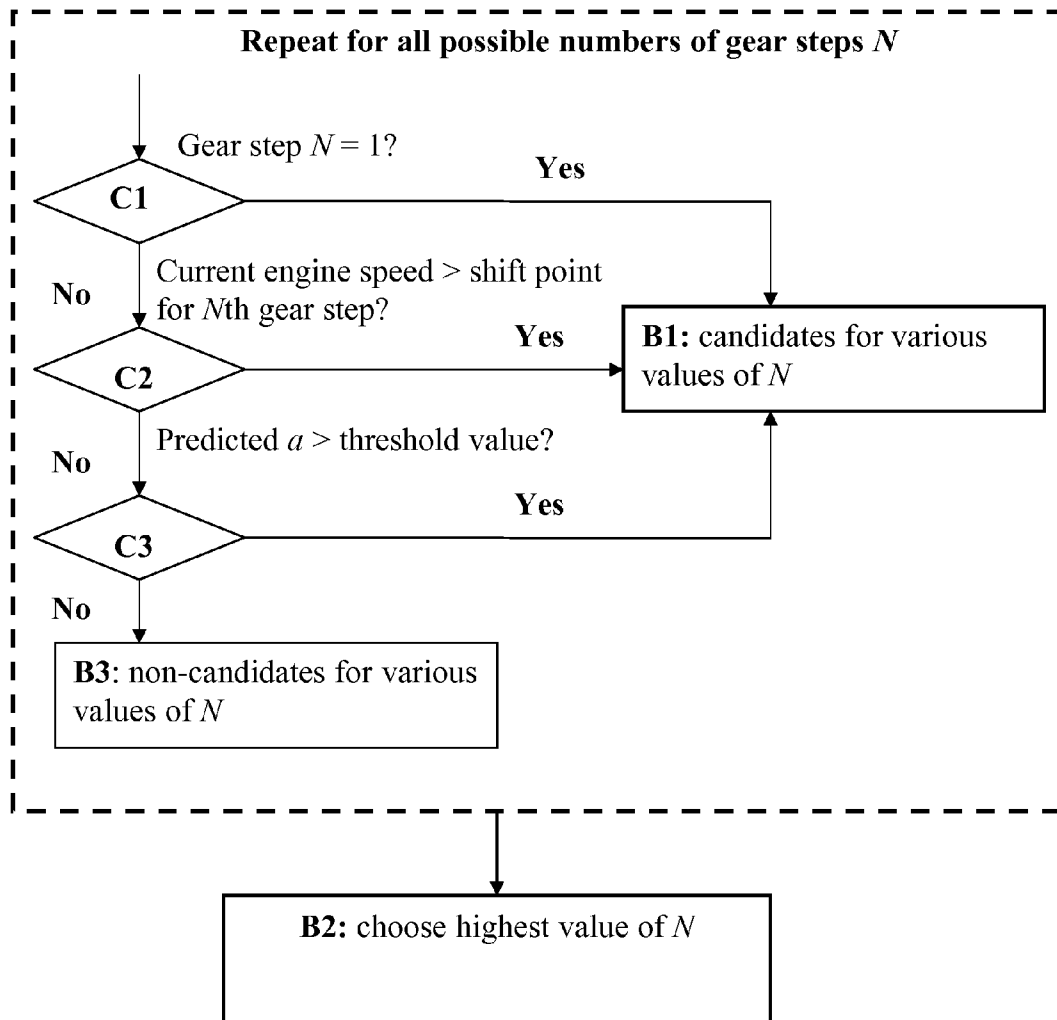 Repeat for all possible numbers of gear steps N
Gear step N = 1?
Yes
C1
Current engine speed > shift point
for Nth gear step?
No
Yes
B1: candidates for various
values of N
C2
Predicted a > threshold value?
No
Yes
C3
No
B3: non-candidates for various
values of N
B2: choose highest value of N